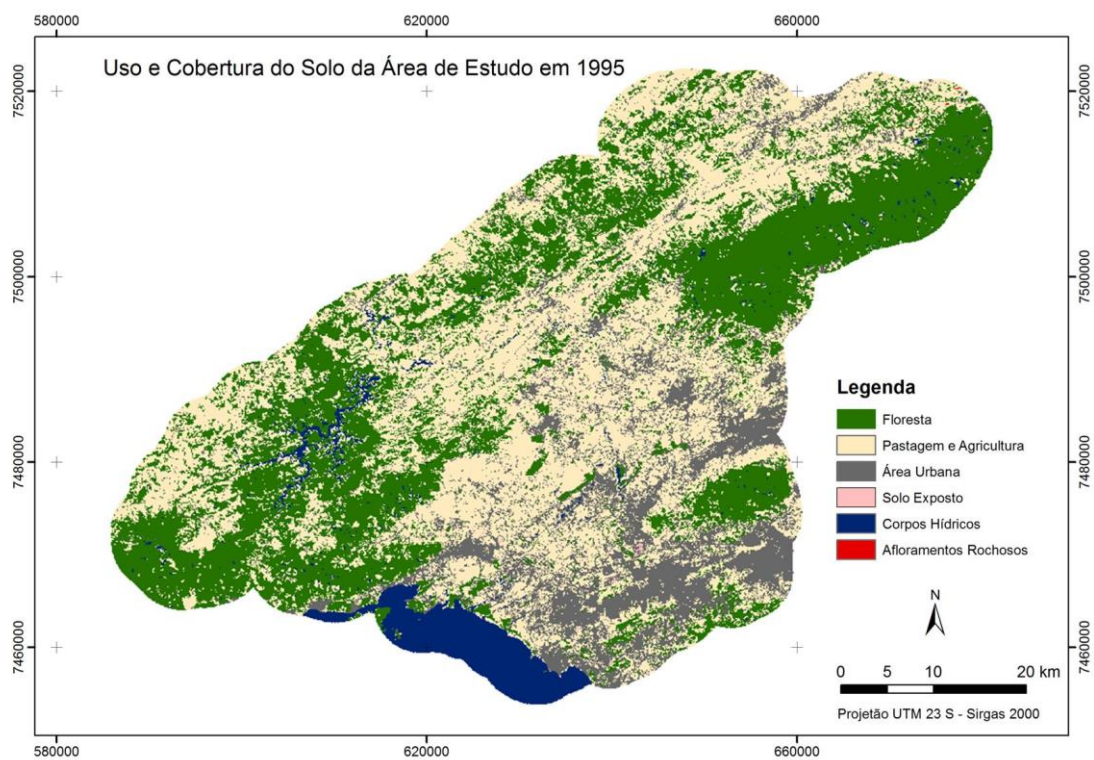 580000 620000 660000
Uso e Cobertura do Solo da Área de Estudo em 1995
7520000 7520000
7500000 7500000
Legenda
Floresta
Pastagem e Agricultura
Área Urbana
Solo Exposto
Corpos Hídricos
Afloramentos Rochosos
7480000 7480000
N
7460000 7460000
0 5 10 20 km
Projetão UTM 23 S - Sirgas 2000
580000 620000 660000